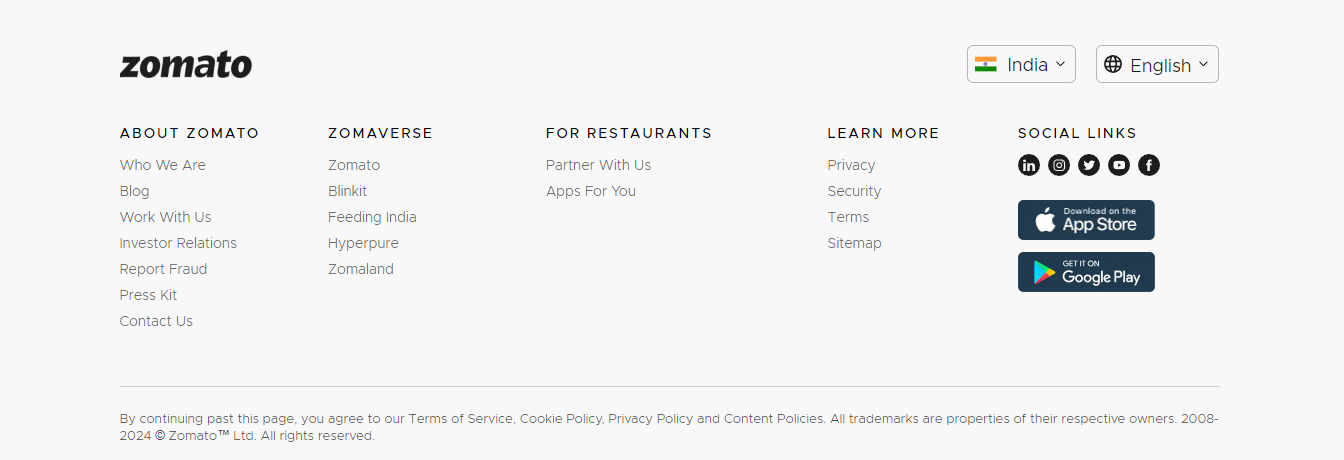 zomato
India
English
ABOUT ZOMATO
Who We Are
Blog
Work With Us
Investor Relations
Report Fraud
Press Kit
Contact Us
ZOMAVERSE
Zomato
Blinkit
Feeding India
Hyperpure
Zomaland
FOR RESTAURANTS
Partner With Us
Apps For You
LEARN MORE
Privacy
Security
Terms
Sitemap
SOCIAL LINKS
Download on the
App Store
GET IT ON
Google Play
By continuing past this page, you agree to our Terms of Service, Cookie Policy, Privacy Policy and Content Policies. All trademarks are properties of their respective owners. 2008-
2024 © Zomato™ Ltd. All rights reserved.